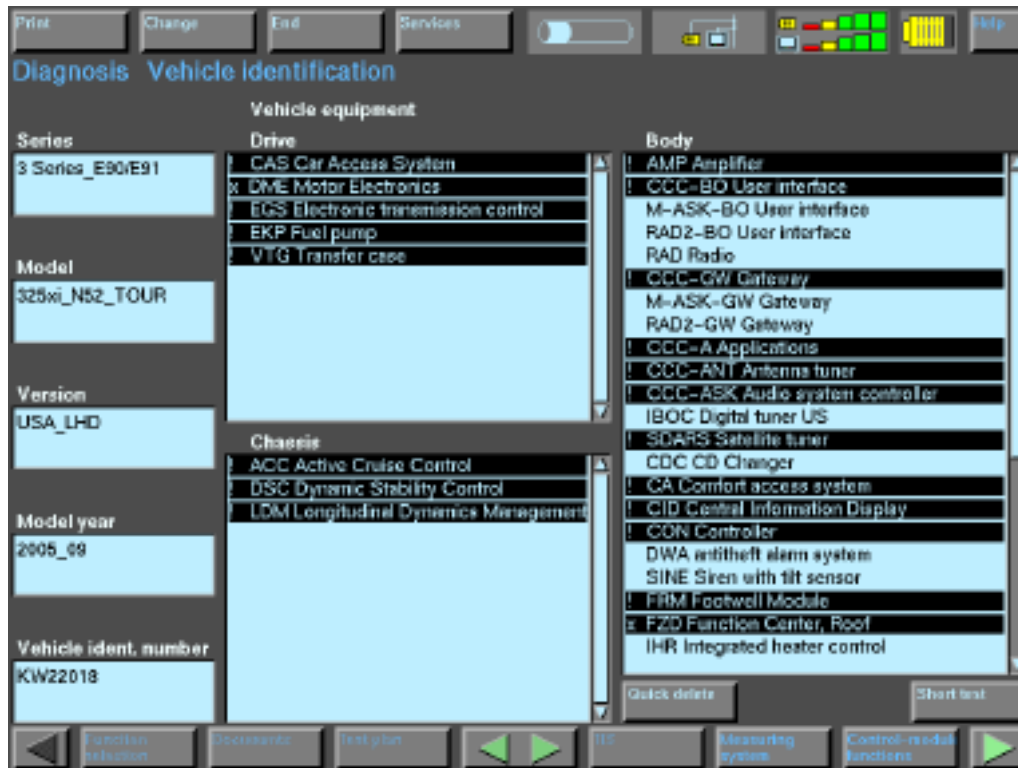 Print
Change
End
Services
Help
Diagnosis Vehicle identification
Vehicle equipment
Series
3 Series_E90/E91
Model
325xi_N52_TOUR
Version
USA_LHD
Model year
2005_09
Vehicle ident. number
KW22018
Drive
! CAS Car Access System
x DME Motor Electronics
! EGS Electronic transmission control
! EKP Fuel pump
! VTG Transfer case
Chassis
! ACC Active Cruise Control
! DSC Dynamic Stability Control
! LDM Longitudinal Dynamics Management
Body
! AMP Amplifier
! CCC-BO User interface
M-ASK-BO User interface
RAD2-BO User interface
RAD Radio
! CCC-GW Gateway
M-ASK-GW Gateway
RAD2-GW Gateway
! CCC-A Applications
! CCC-ANT Antenna tuner
! CCC-ASK Audio system controller
IBOC Digital tuner US
! SDARS Satellite tuner
CDC CD Changer
! CA Comfort access system
! CID Central Information Display
! CON Controller
DWA antitheft alarm system
SINE Siren with tilt sensor
! FRM Footwell Module
x FZD Function Center, Roof
IHR Integrated heater control
Quick delete
Short test
Function
selection
Documents
Test plan
Measuring
system
Control-module
functions